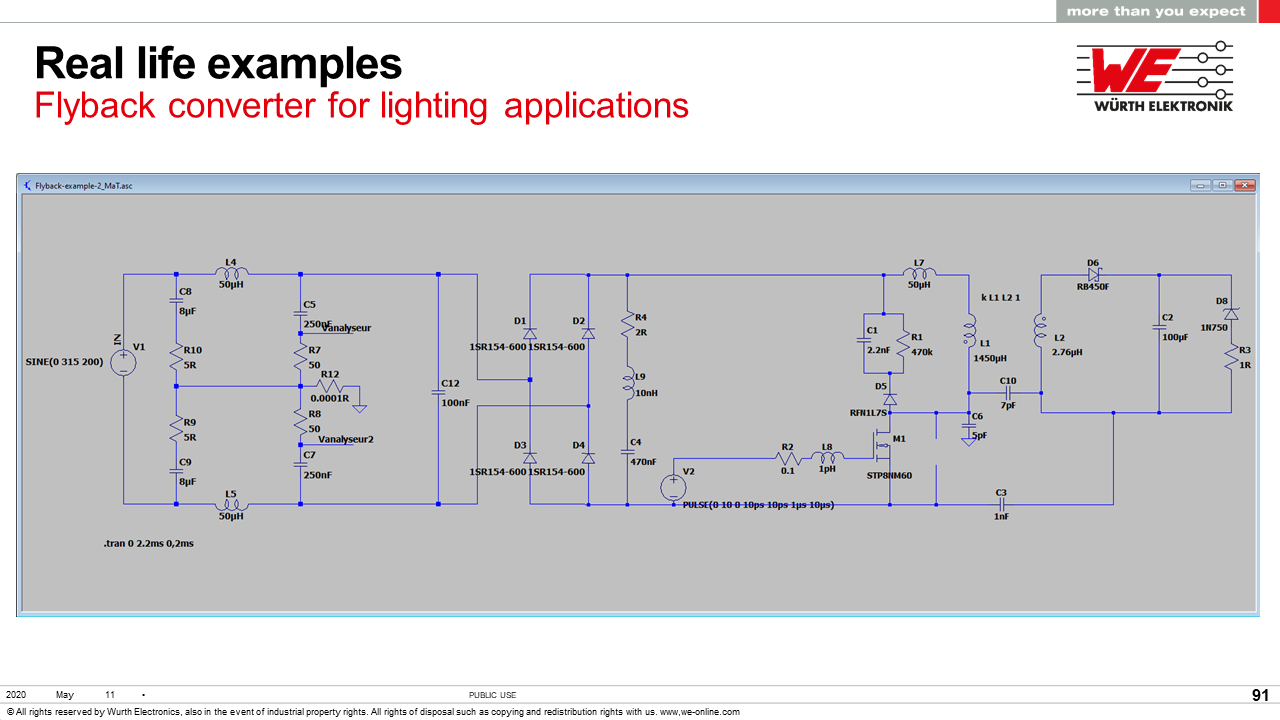 more than you expect
Real life examples
Flyback converter for lighting applications
WE
WÜRTH ELEKTRONIK
Flyback-example-2_MaT.asc
L4
50µH
C8
8µF
C5
250nF
Vanalyseur
IN
V1
SINE(0 315 200)
R10
5R
R7
50
R12
0.0001R
R9
5R
R8
50
Vanalyseur2
C9
8µF
C7
250nF
L5
50µH
.tran 0 2.2ms 0,2ms
C12
100nF
D1
1SR154-600
D2
1SR154-600
D3
1SR154-600
D4
1SR154-600
R4
2R
L9
10nH
C4
470nF
V2
PULSE(0 10 0 10ps 10ps 1µs 10µs)
R2
0.1
L8
1pH
M1
STP8NM60
C1
2.2nF
R1
470k
D5
RFN1L7S
L7
50µH
k L1 L2 1
L1
1450µH
L2
2.76µH
C10
7pF
C6
5pF
C3
1nF
D6
RB450F
C2
100µF
D8
1N750
R3
1R
2020 May 11 • PUBLIC USE 91
© All rights reserved by Wurth Electronics, also in the event of industrial property rights. All rights of disposal such as copying and redistribution rights with us. www,we-online.com